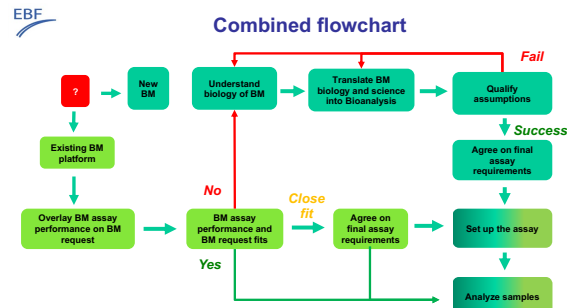 EBF
Combined flowchart
Fail
?
New
BM
Understand
biology of BM
Translate BM
biology and science
into Bioanalysis
Qualify
assumptions
Success
Existing BM
platform
Agree on final
assay
requirements
No
Close
fit
Overlay BM assay
performance on BM
request
BM assay
performance and
BM request fits
Agree on
final assay
requirements
Set up the assay
Yes
Analyze samples